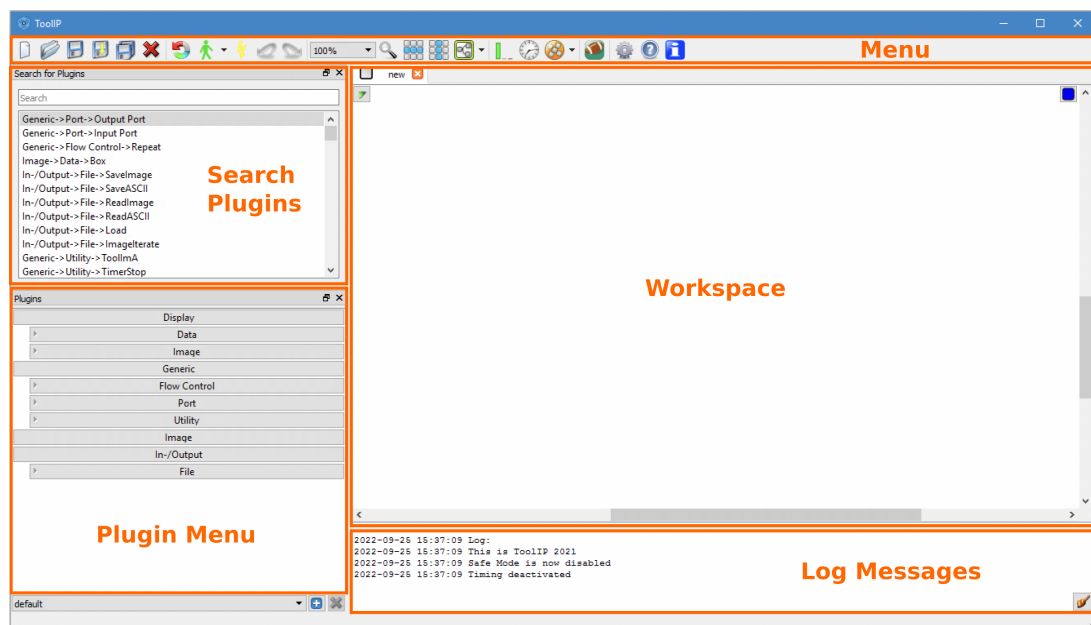 ToolIP
100%
Menu
Search for Plugins
new
Search
Generic->Port->Output Port
Generic->Port->Input Port
Generic->Flow Control->Repeat
Image->Data->Box
In-/Output->File->SaveImage
In-/Output->File->SaveASCII
In-/Output->File->ReadImage
In-/Output->File->ReadASCII
In-/Output->File->Load
In-/Output->File->ImageIterate
Generic->Utility->ToolImA
Generic->Utility->TimerStop
Search
Plugins
Workspace
Plugins
Display
Data
Image
Generic
Flow Control
Port
Utility
Image
In-/Output
File
Plugin Menu
default
2022-09-25 15:37:09 Log:
2022-09-25 15:37:09 This is ToolIP 2021
2022-09-25 15:37:09 Safe Mode is now disabled
2022-09-25 15:37:09 Timing deactivated
Log Messages